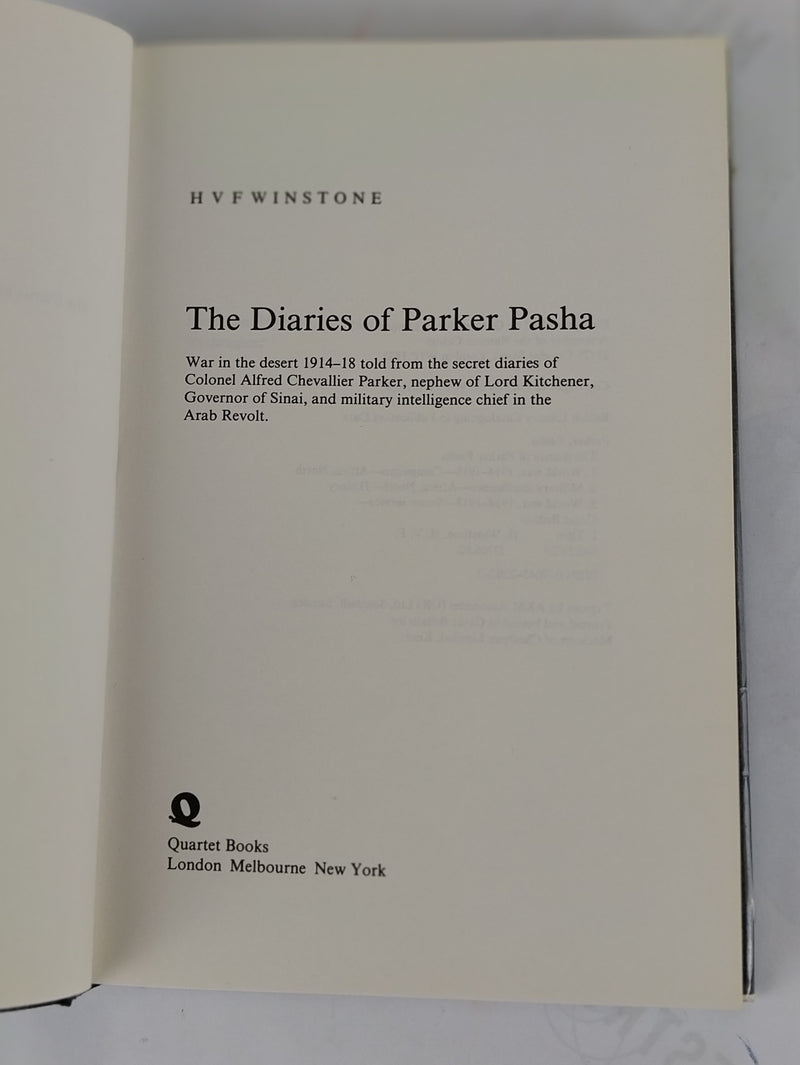 H V F WINSTONE
The Diaries of Parker Pasha
War in the desert 1914–18 told from the secret diaries of
Colonel Alfred Chevallier Parker, nephew of Lord Kitchener,
Governor of Sinai, and military intelligence chief in the
Arab Revolt.
Q
Quartet Books
London Melbourne New York